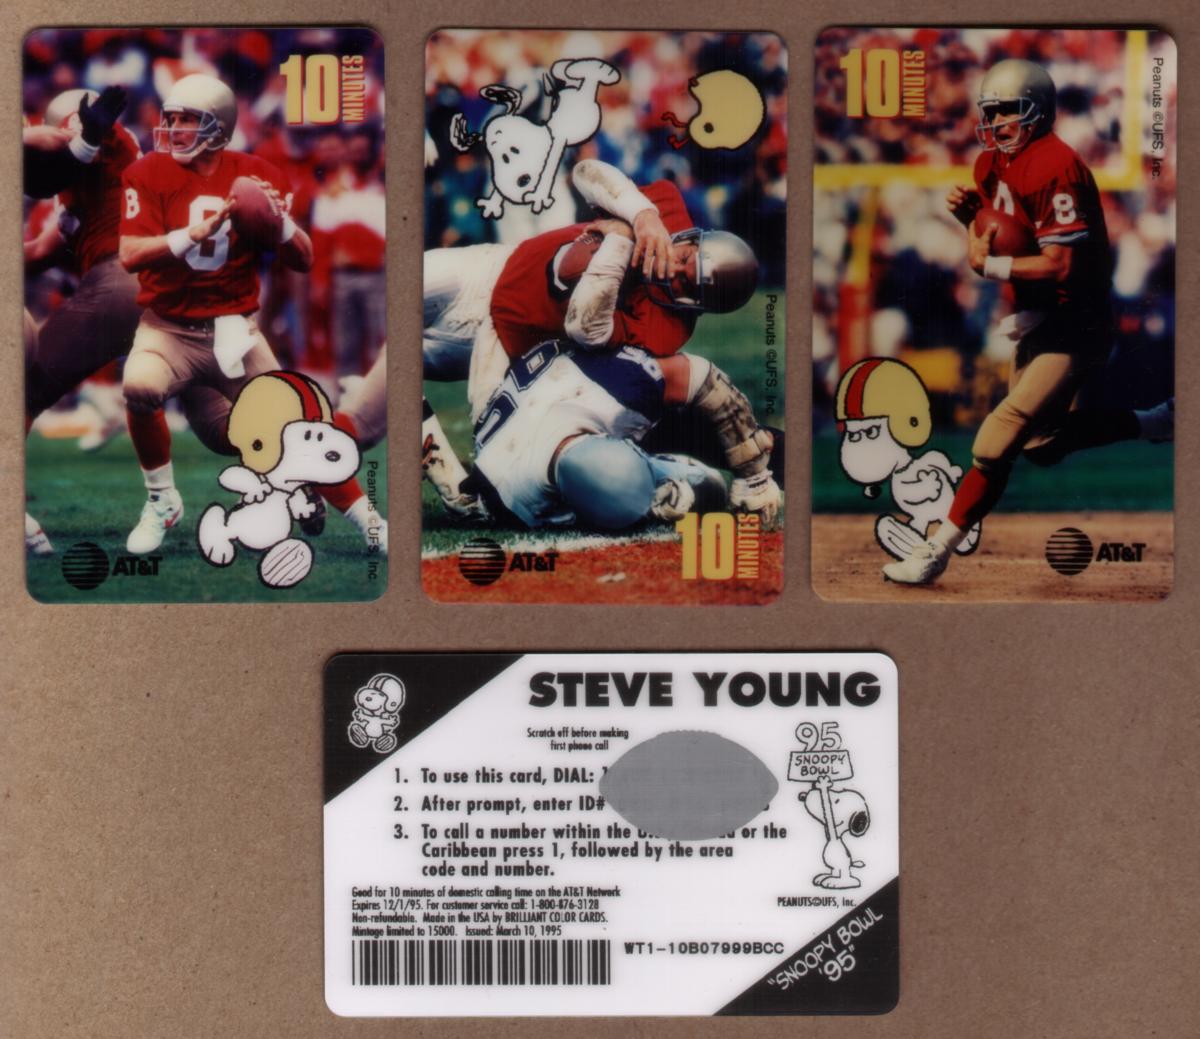 10
MINUTES
8
8
AT&T
Peanuts ©UFS, Inc.
Peanuts ©UFS, Inc.
AT&T
10
MINUTES
10
MINUTES
Peanuts ©UFS, Inc.
8
AT&T
STEVE YOUNG
Scratch off before making
first phone call
1. To use this card, DIAL:
2. After prompt, enter ID#
3. To call a number within the or the
Caribbean press 1, followed by the area
code and number.
95
SNOOPY
BOWL
PEANUTS©UFS, Inc.
Good for 10 minutes of domestic calling time on the AT&T Network
Expires 12/1/95. For customer service call: 1-800-876-3128
Non-refundable. Made in the USA by BRILLIANT COLOR CARDS.
Mintage limited to 15000. Issued: March 10, 1995
WT1-10B07999BCC
"SNOOPY BOWL
'95"